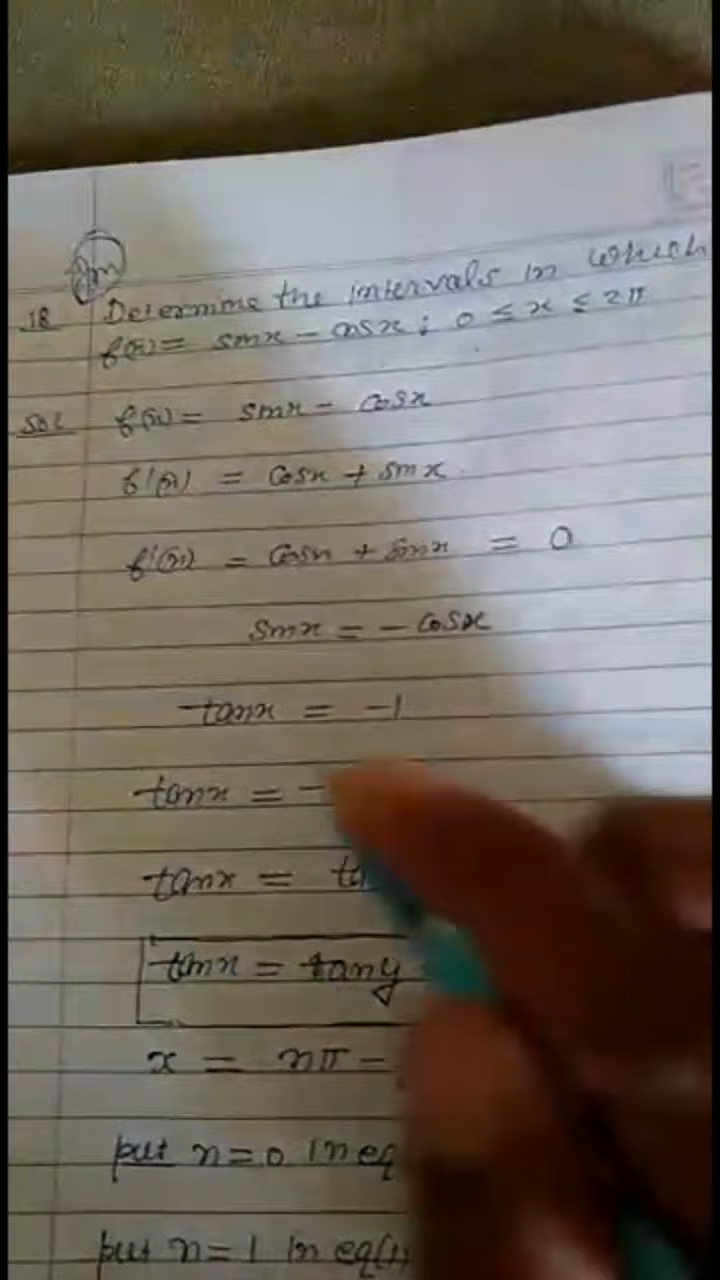 18 Determine the intervals in which
f(x) = sinx - cosx ; 0 ≤ x ≤ 2π
Sol f(x) = sinx - cosx
f'(x) = cosx + sinx.
f'(x) = cosx + sinx = 0
sinx = - cosx
tanx = -1
tanx = -
tanx =
tanx = tany
x = nπ -
put n=0 in eq
put n=1 in eq(1)